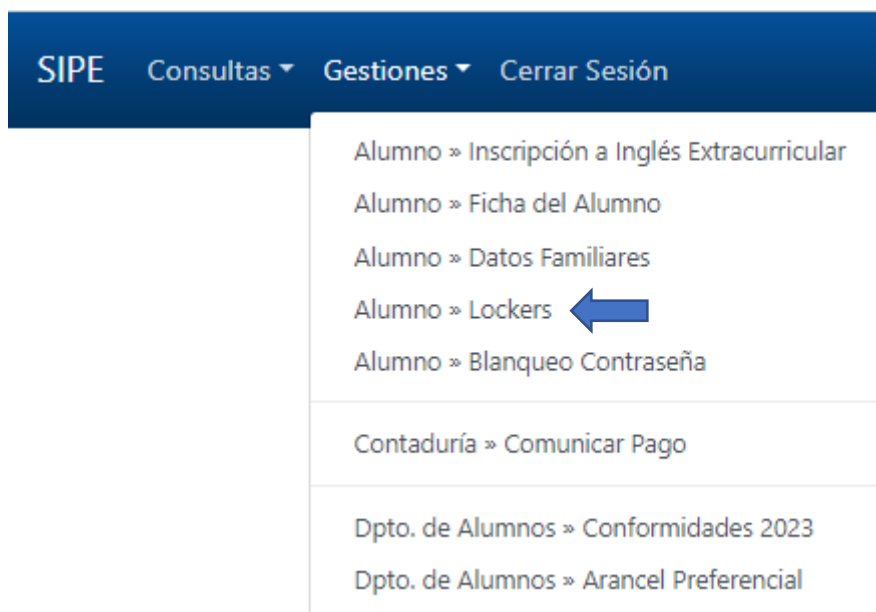 SIPE Consultas Gestiones Cerrar Sesión
Alumno » Inscripción a Inglés Extracurricular
Alumno » Ficha del Alumno
Alumno » Datos Familiares
Alumno » Lockers
Alumno » Blanqueo Contraseña
Contaduría » Comunicar Pago
Dpto. de Alumnos » Conformidades 2023
Dpto. de Alumnos » Arancel Preferencial